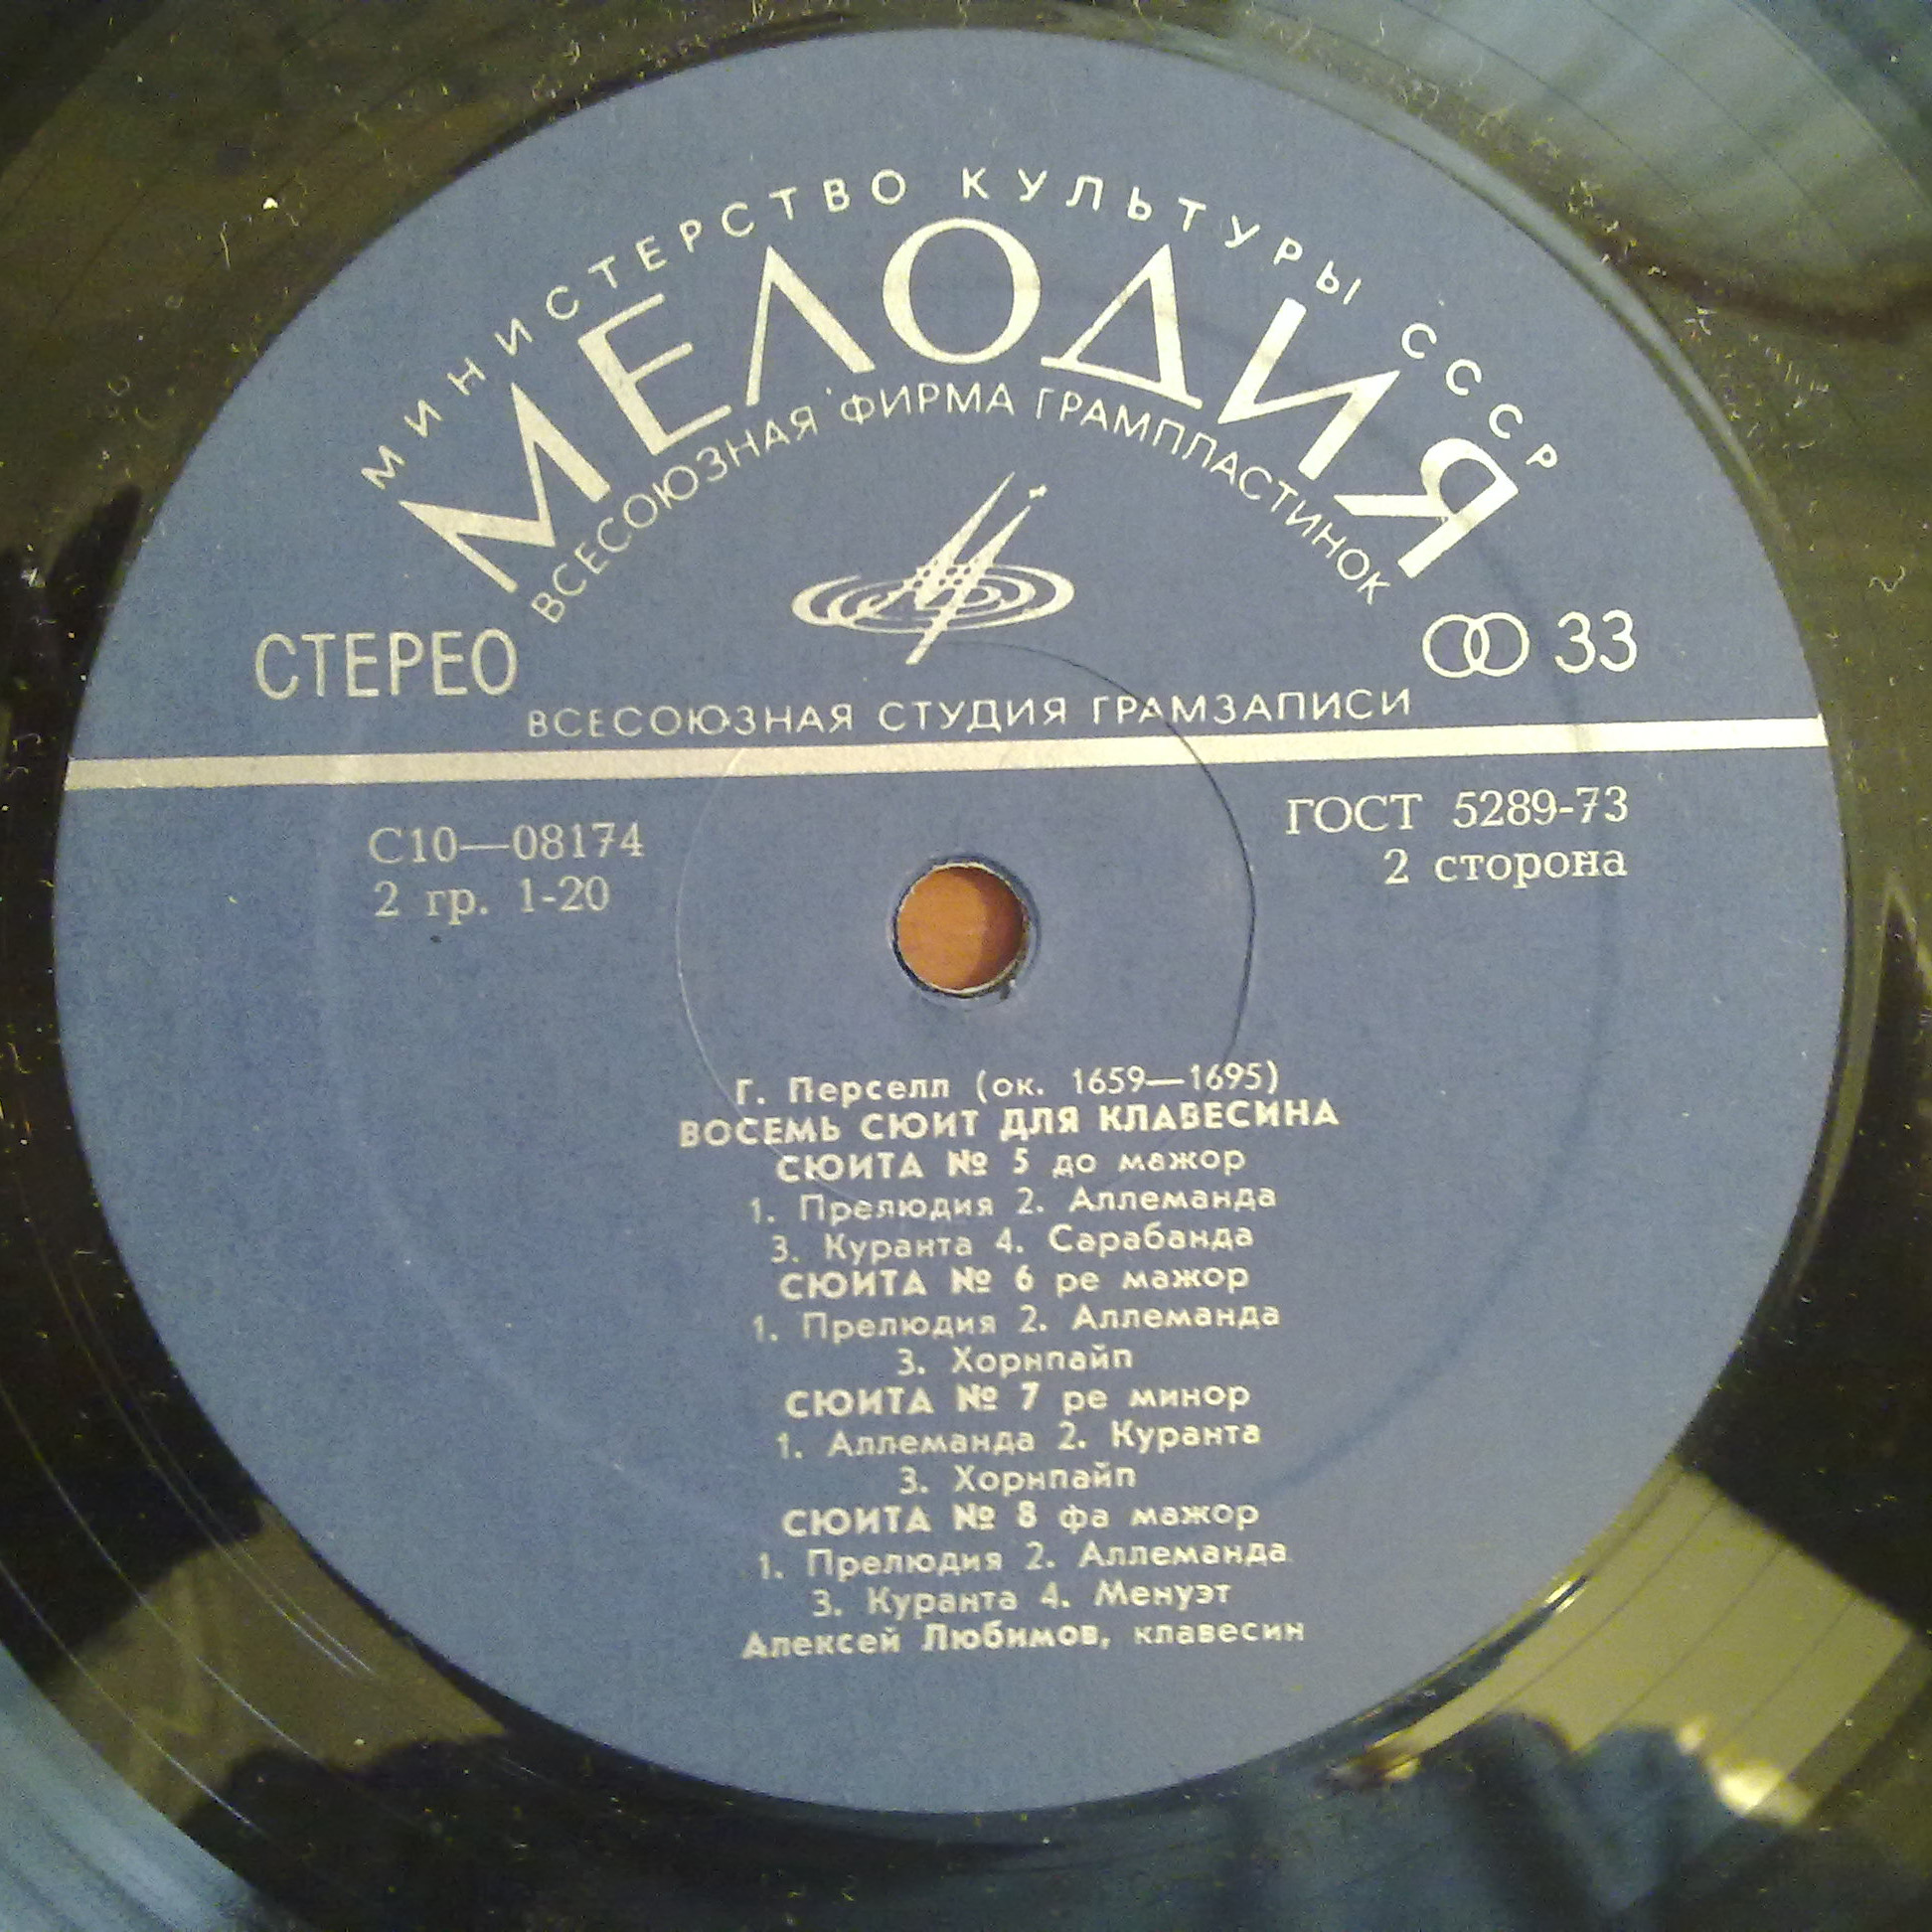 МИНИСТЕРСТВО КУЛЬТУРЫ СССР
МЕЛОДИЯ
ВСЕСОЮЗНАЯ ФИРМА ГРАМПЛАСТИНОК
СТЕРЕО
33
ВСЕСОЮЗНАЯ СТУДИЯ ГРАМЗАПИСИ
С10—08174
2 гр. 1-20
ГОСТ 5289-73
2 сторона
Г. Перселл (ок. 1659—1695)
ВОСЕМЬ СЮИТ ДЛЯ КЛАВЕСИНА
СЮИТА № 5 до мажор
1. Прелюдия 2. Аллеманда
3. Куранта 4. Сарабанда
СЮИТА № 6 ре мажор
1. Прелюдия 2. Аллеманда
3. Хорнпайп
СЮИТА № 7 ре минор
1. Аллеманда 2. Куранта
3. Хорнпайп
СЮИТА № 8 фа мажор
1. Прелюдия 2. Аллеманда
3. Куранта 4. Менуэт
Алексей Любимов, клавесин